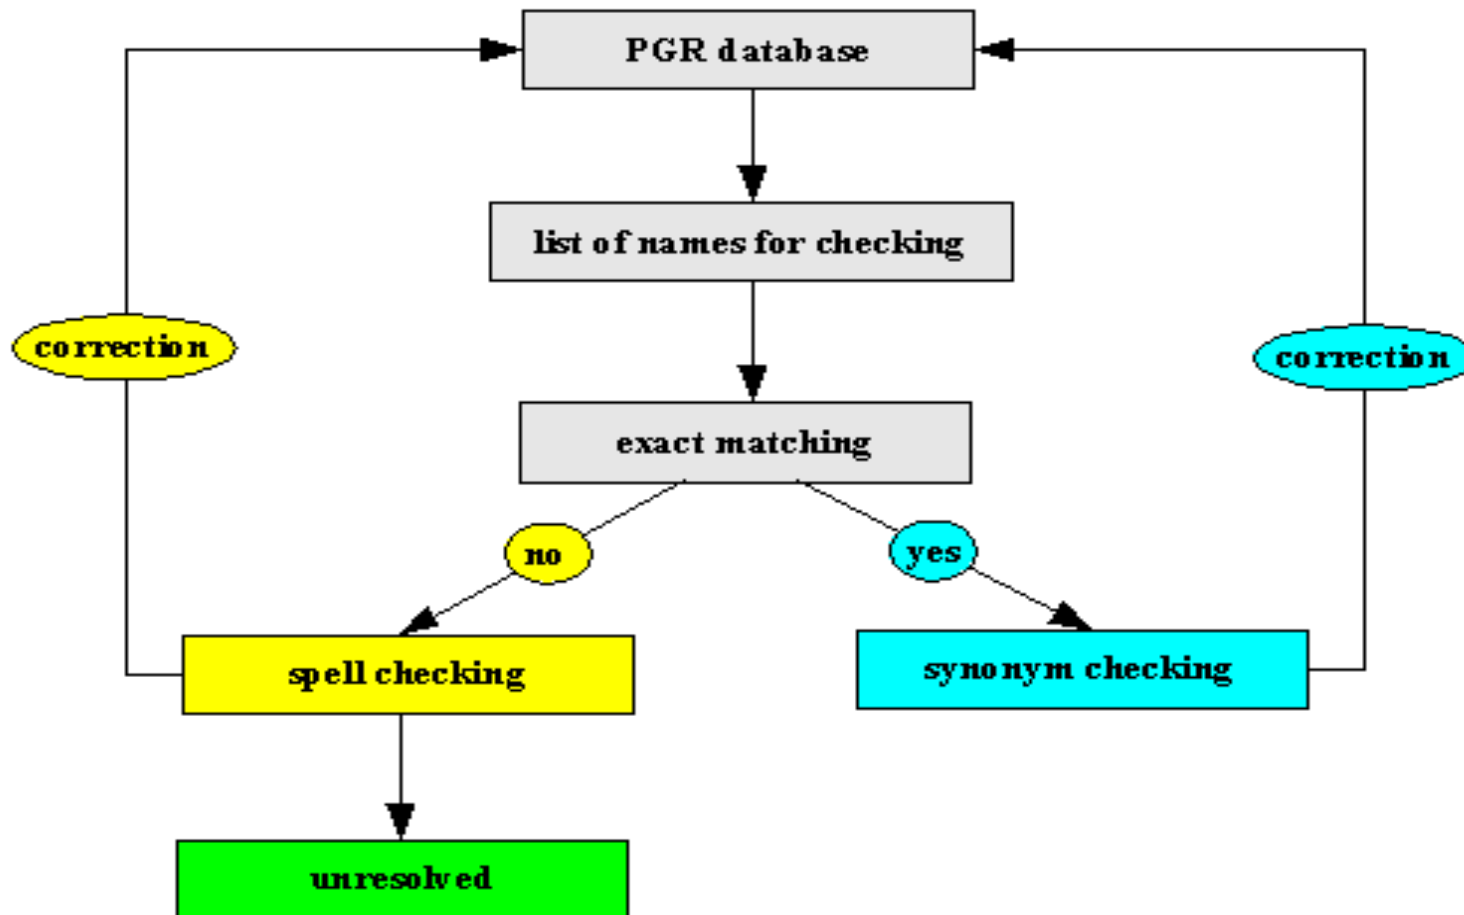 PGR database
list of names for checking
correction
correction
exact matching
no
yes
spell checking
synonym checking
unresolved